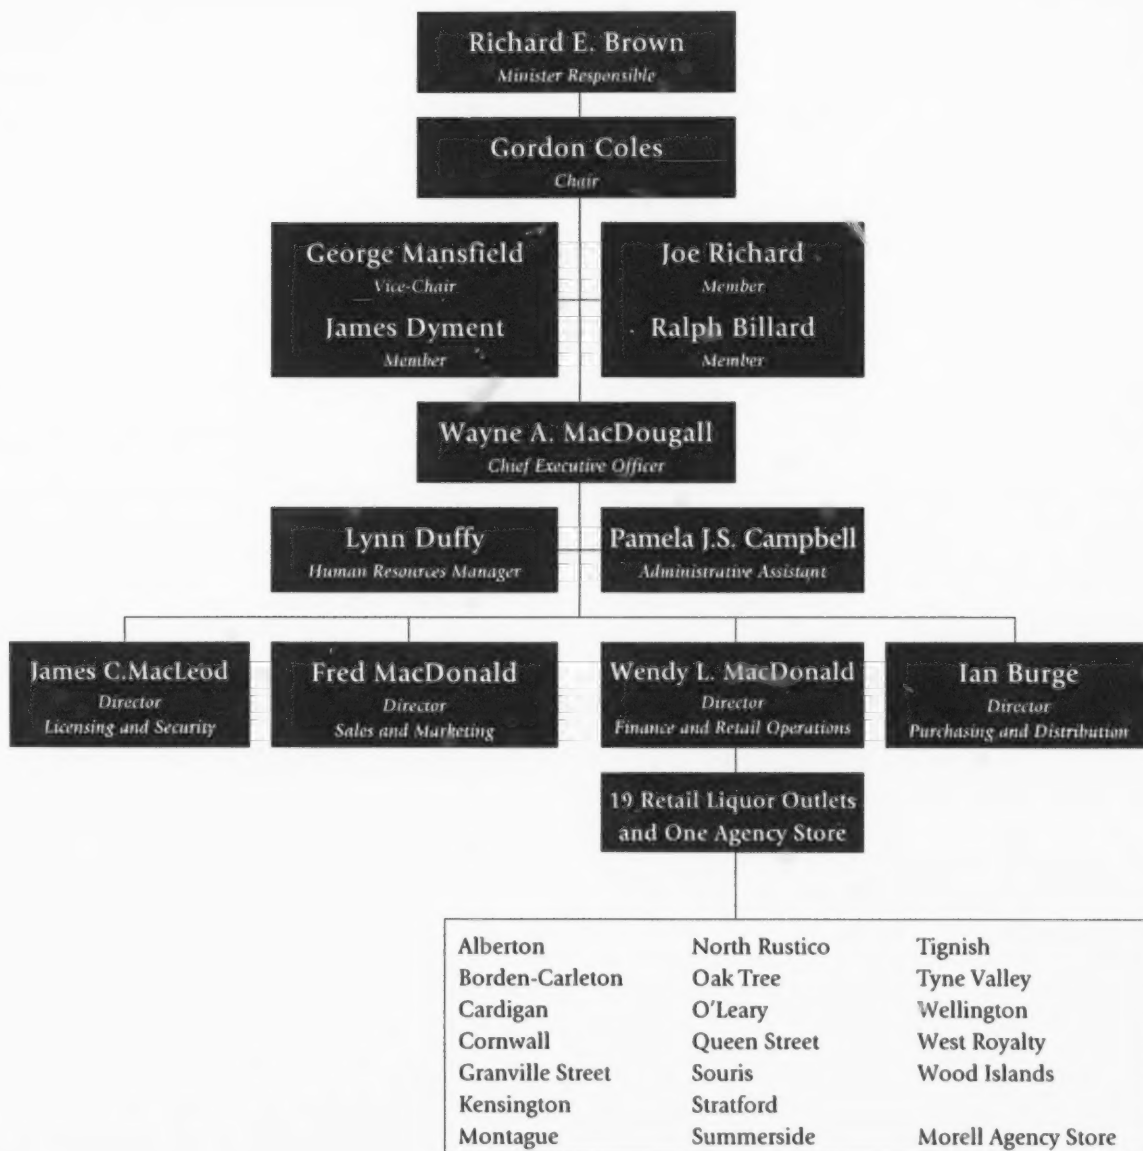 Richard E. Brown
Minister Responsible
Gordon Coles
Chair
George Mansfield
Vice-Chair
James Dyment
Member
Joe Richard
Member
Ralph Billard
Member
Wayne A. MacDougall
Chief Executive Officer
Lynn Duffy
Human Resources Manager
Pamela J.S. Campbell
Administrative Assistant
James C.MacLeod
Director
Licensing and Security
Fred MacDonald
Director
Sales and Marketing
Wendy L. MacDonald
Director
Finance and Retail Operations
Ian Burge
Director
Purchasing and Distribution
19 Retail Liquor Outlets
and One Agency Store
Alberton
Borden-Carleton
Cardigan
Cornwall
Granville Street
Kensington
Montague
North Rustico
Oak Tree
O'Leary
Queen Street
Souris
Stratford
Summerside
Tignish
Tyne Valley
Wellington
West Royalty
Wood Islands
Morell Agency Store